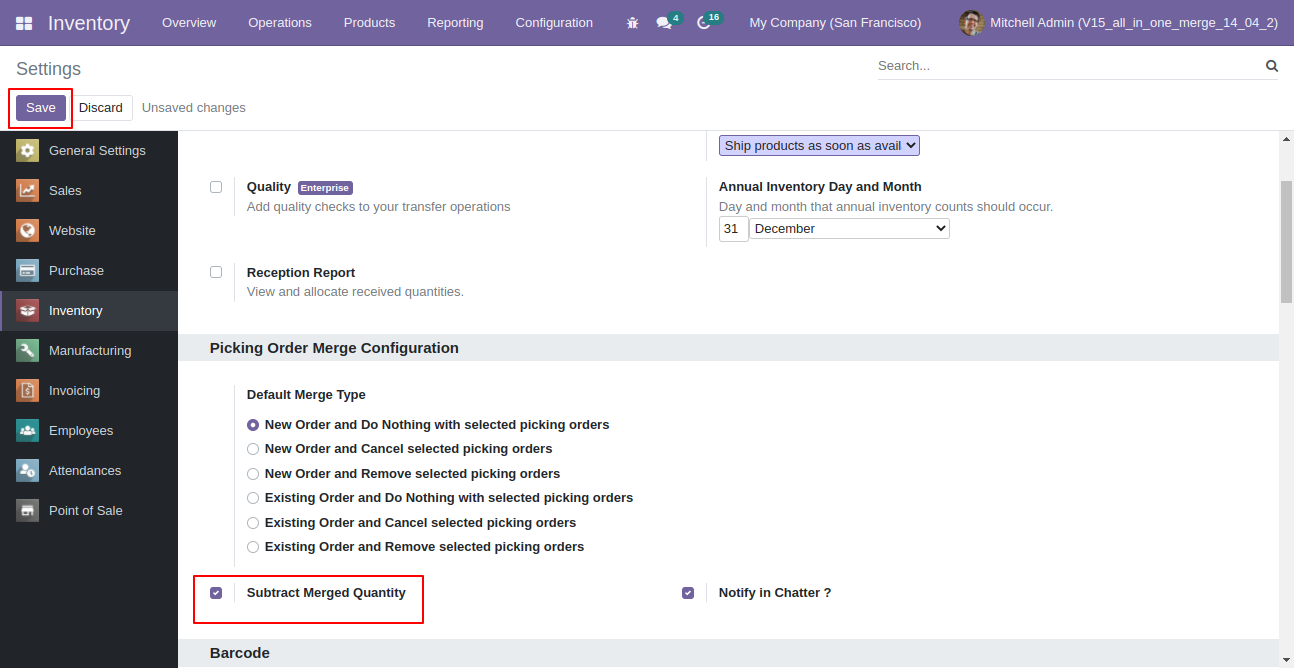 Inventory Overview Operations Products Reporting Configuration 4 16 My Company (San Francisco) Mitchell Admin (V15_all_in_one_merge_14_04_2)
Settings
Search...
Save Discard Unsaved changes
General Settings
Sales
Website
Purchase
Inventory
Manufacturing
Invoicing
Employees
Attendances
Point of Sale
Ship products as soon as avail
Quality Enterprise
Add quality checks to your transfer operations
Annual Inventory Day and Month
Day and month that annual inventory counts should occur.
31 December
Reception Report
View and allocate received quantities.
Picking Order Merge Configuration
Default Merge Type
New Order and Do Nothing with selected picking orders
New Order and Cancel selected picking orders
New Order and Remove selected picking orders
Existing Order and Do Nothing with selected picking orders
Existing Order and Cancel selected picking orders
Existing Order and Remove selected picking orders
Subtract Merged Quantity
Notify in Chatter ?
Barcode